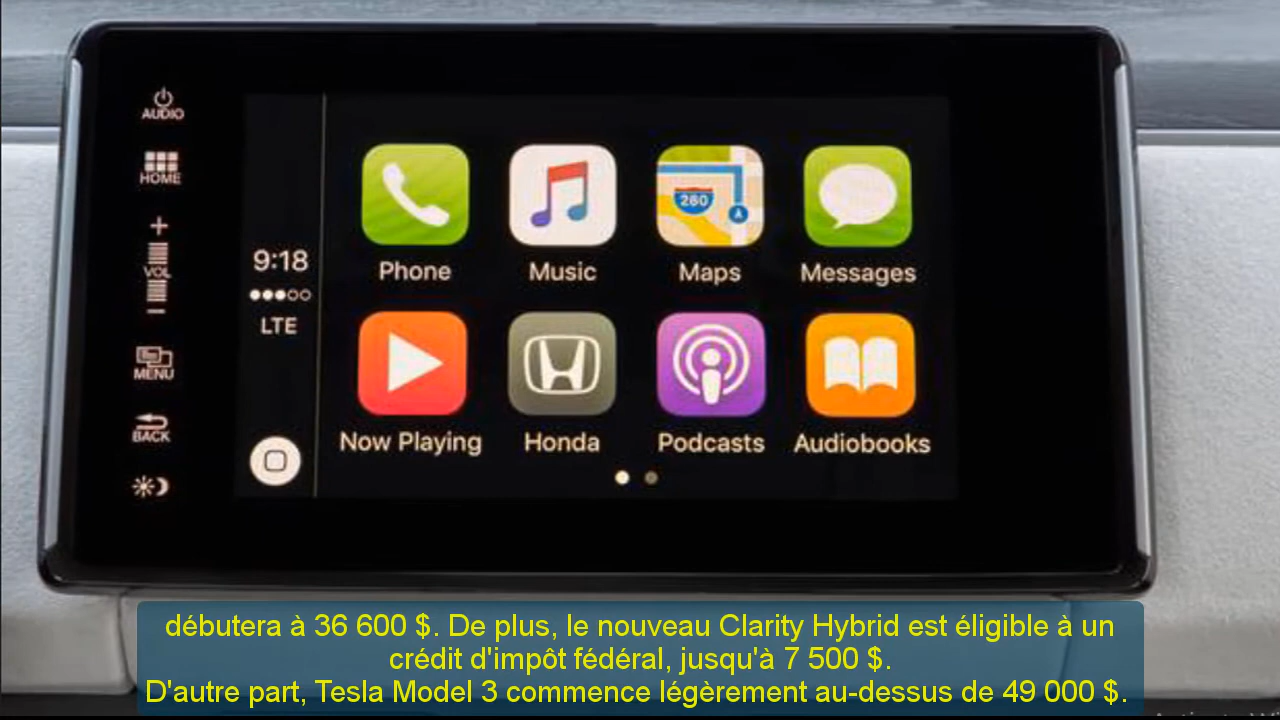 AUDIO
HOME
+
VOL
−
MENU
BACK
9:18
LTE
280
Phone
Music
Maps
Messages
Now Playing
Honda
Podcasts
Audiobooks
débutera à 36 600 $. De plus, le nouveau Clarity Hybrid est éligible à un
crédit d'impôt fédéral, jusqu'à 7 500 $.
D'autre part, Tesla Model 3 commence légèrement au-dessus de 49 000 $.